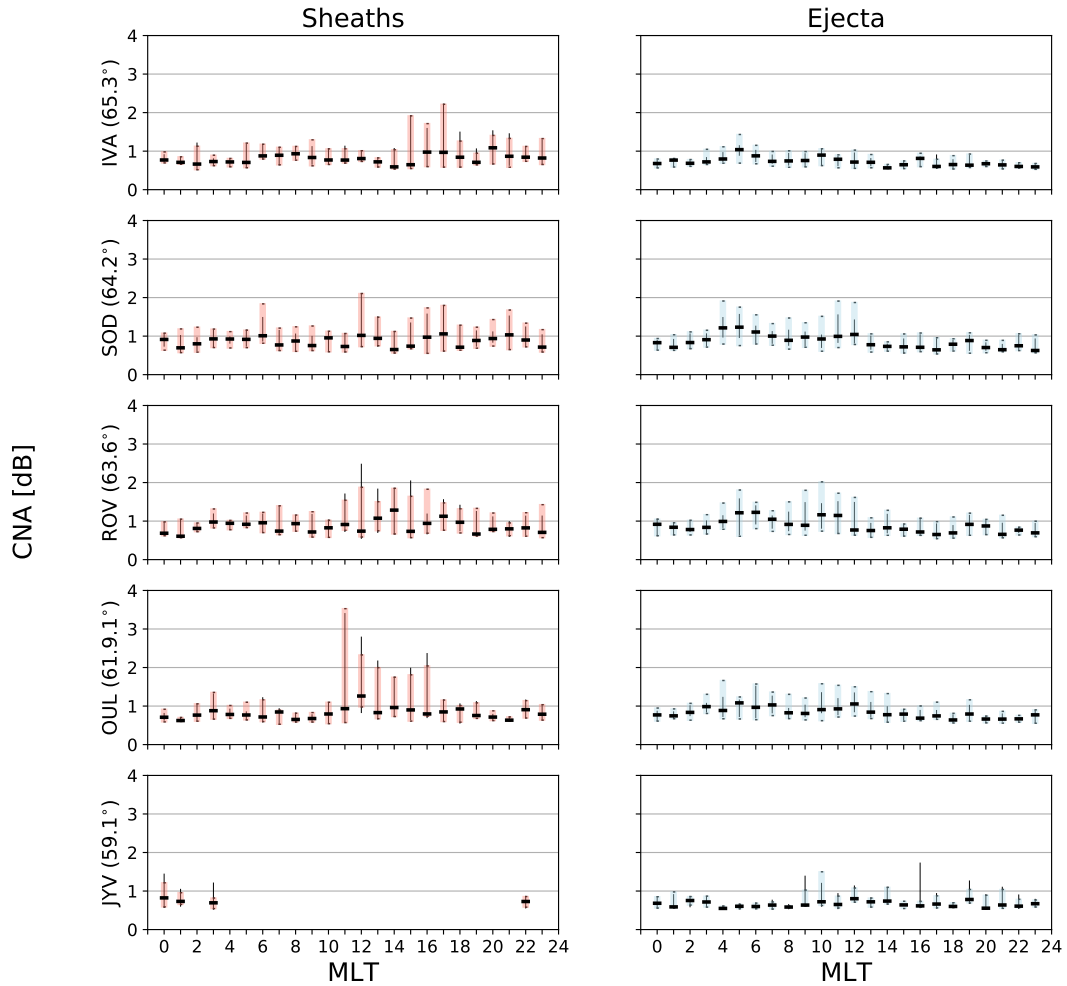 Sheaths Ejecta
4
3
2
1
0
IVA (65.3°)
4
3
2
1
0
SOD (64.2°)
4
3
2
1
0
ROV (63.6°)
CNA [dB]
4
3
2
1
0
OUL (61.9.1°)
4
3
2
1
0
JYV (59.1°)
0 2 4 6 8 10 12 14 16 18 20 22 24 0 2 4 6 8 10 12 14 16 18 20 22 24
MLT MLT